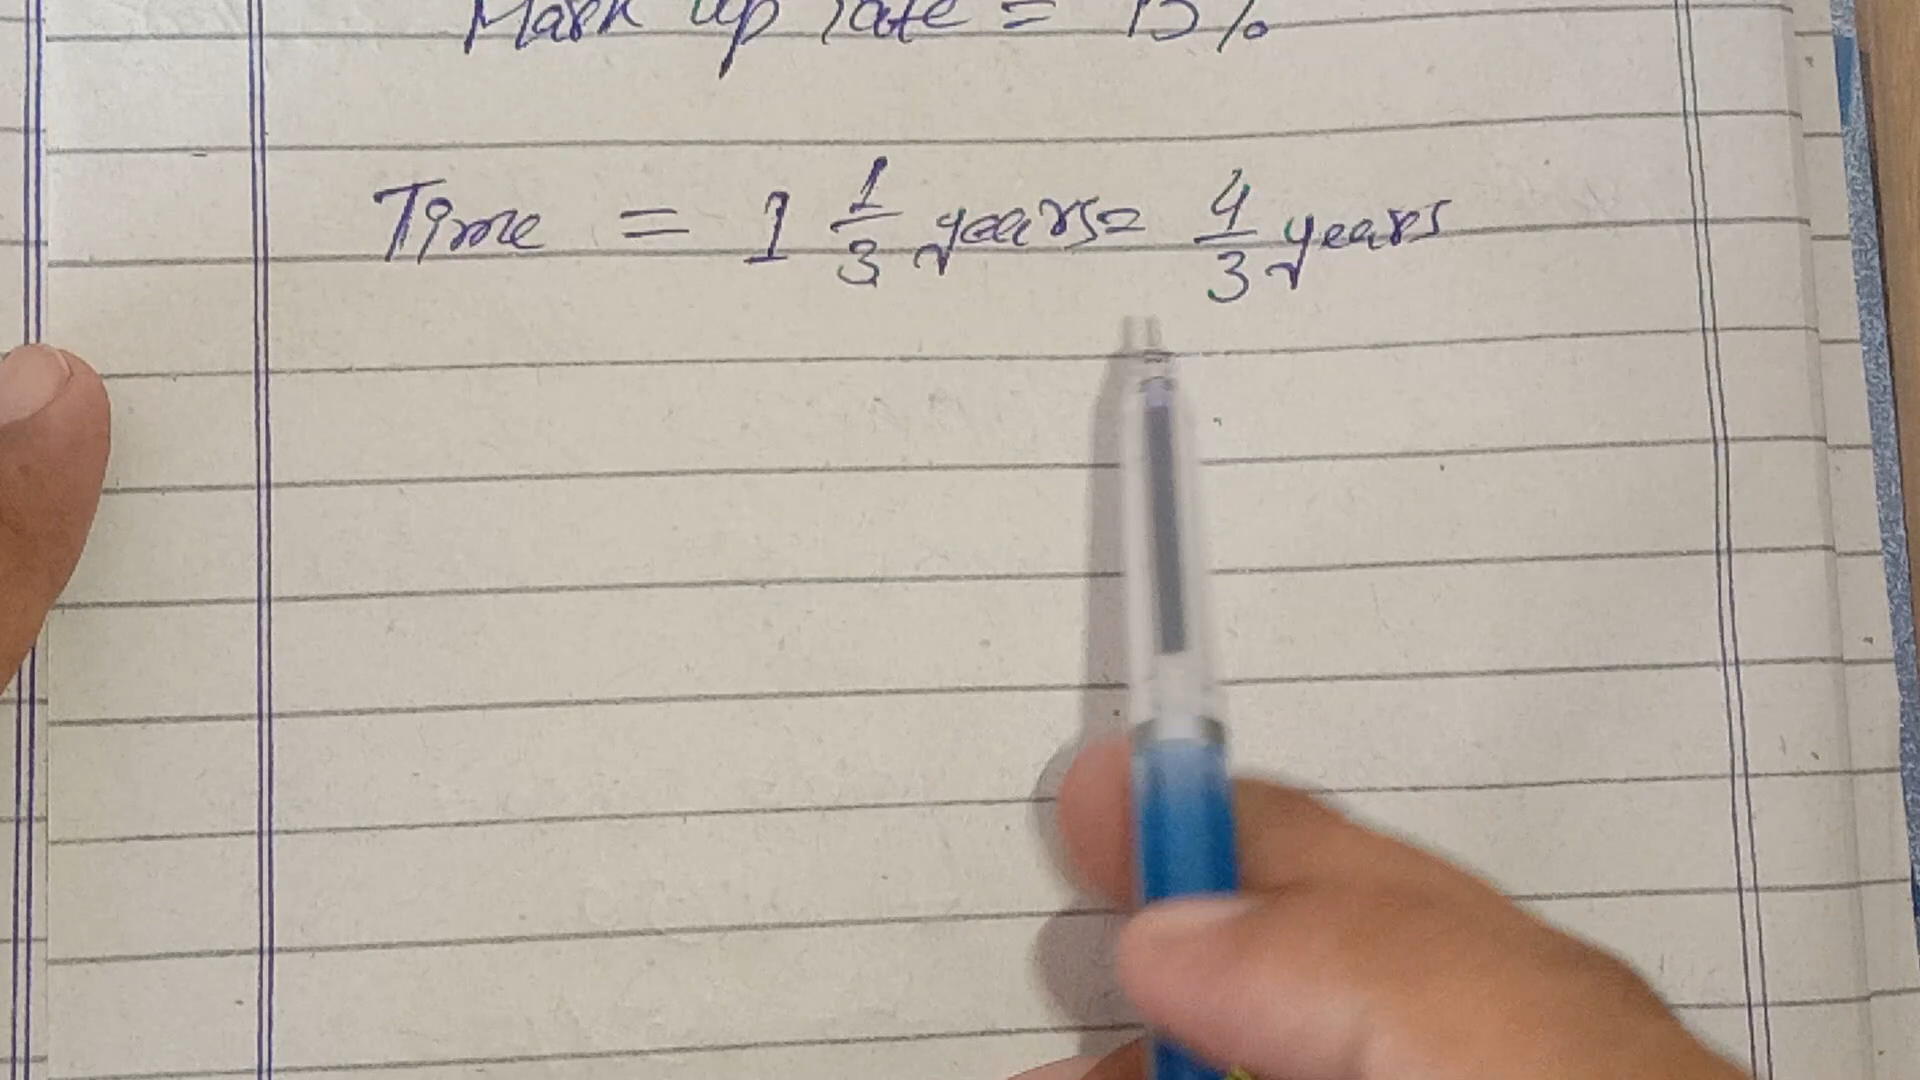 Mark up rate = 15%
Time = 1 1/3 years = 4/3 years